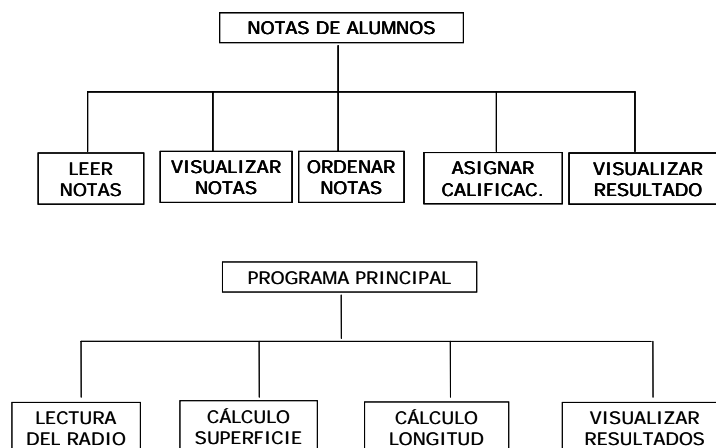 NOTAS DE ALUMNOS
LEER
NOTAS
VISUALIZAR
NOTAS
ORDENAR
NOTAS
ASIGNAR
CALIFICAC.
VISUALIZAR
RESULTADO
PROGRAMA PRINCIPAL
LECTURA
DEL RADIO
CÁLCULO
SUPERFICIE
CÁLCULO
LONGITUD
VISUALIZAR
RESULTADOS